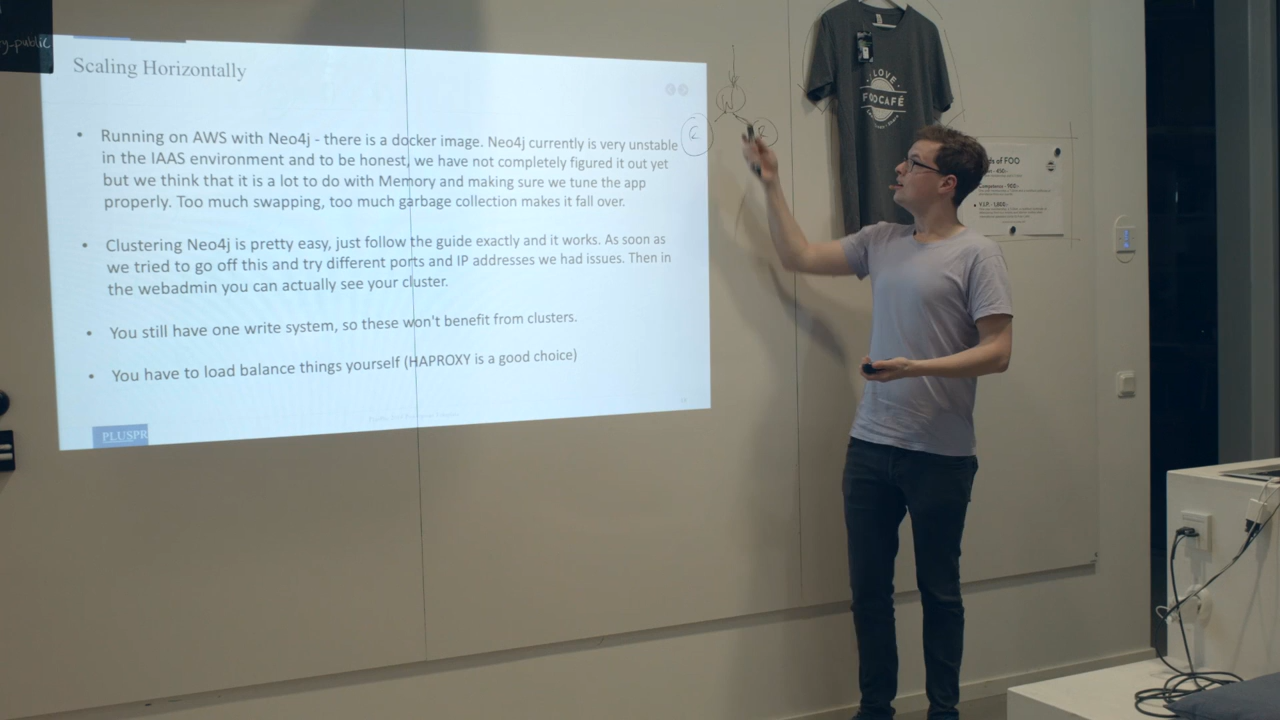 y_public
Scaling Horizontally
Running on AWS with Neo4j - there is a docker image. Neo4j currently is very unstable
in the IAAS environment and to be honest, we have not completely figured it out yet
but we think that it is a lot to do with Memory and making sure we tune the app
properly. Too much swapping, too much garbage collection makes it fall over.
Clustering Neo4j is pretty easy, just follow the guide exactly and it works. As soon as
we tried to go off this and try different ports and IP addresses we had issues. Then in
the webadmin you can actually see your cluster.
You still have one write system, so these won't benefit from clusters.
You have to load balance things yourself (HAPROXY is a good choice)
PLUSPR
W
R
I LOVE
FOOCAFÉ
of FOO